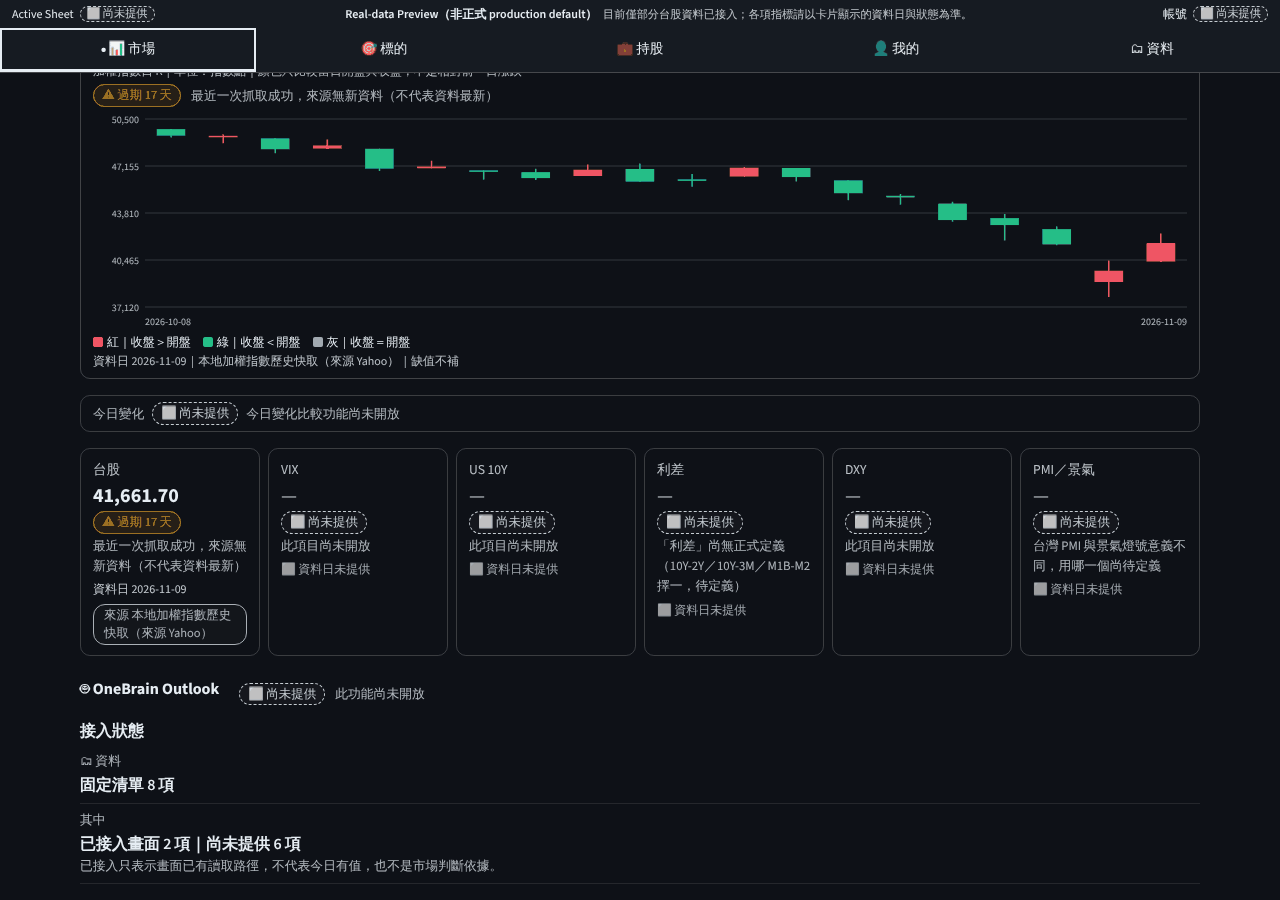 Active Sheet ⬜ 尚未提供
Real-data Preview（非正式 production default） 目前僅部分台股資料已接入；各項指標請以卡片顯示的資料日與狀態為準。
帳號 ⬜ 尚未提供
• 📊 市場
🎯 標的
💼 持股
👤 我的
🗂 資料
⚠ 過期 17 天 最近一次抓取成功，來源無新資料（不代表資料最新）
50,500
47,155
43,810
40,465
37,120
2026-10-08
2026-11-09
紅｜收盤＞開盤 綠｜收盤＜開盤 灰｜收盤＝開盤
資料日 2026-11-09｜本地加權指數歷史快取（來源 Yahoo）｜缺值不補
今日變化 ⬜ 尚未提供 今日變化比較功能尚未開放
台股
41,661.70
⚠ 過期 17 天
最近一次抓取成功，來源無
新資料（不代表資料最新）
資料日 2026-11-09
來源 本地加權指數歷史
快取（來源 Yahoo）
VIX
—
⬜ 尚未提供
此項目尚未開放
⬜ 資料日未提供
US 10Y
—
⬜ 尚未提供
此項目尚未開放
⬜ 資料日未提供
利差
—
⬜ 尚未提供
「利差」尚無正式定義
（10Y-2Y／10Y-3M／M1B-M2
擇一，待定義）
⬜ 資料日未提供
DXY
—
⬜ 尚未提供
此項目尚未開放
⬜ 資料日未提供
PMI／景氣
—
⬜ 尚未提供
台灣 PMI 與景氣燈號意義不
同，用哪一個尚待定義
⬜ 資料日未提供
OneBrain Outlook ⬜ 尚未提供 此功能尚未開放
接入狀態
🗂 資料
固定清單 8 項
其中
已接入畫面 2 項｜尚未提供 6 項
已接入只表示畫面已有讀取路徑，不代表今日有值，也不是市場判斷依據。